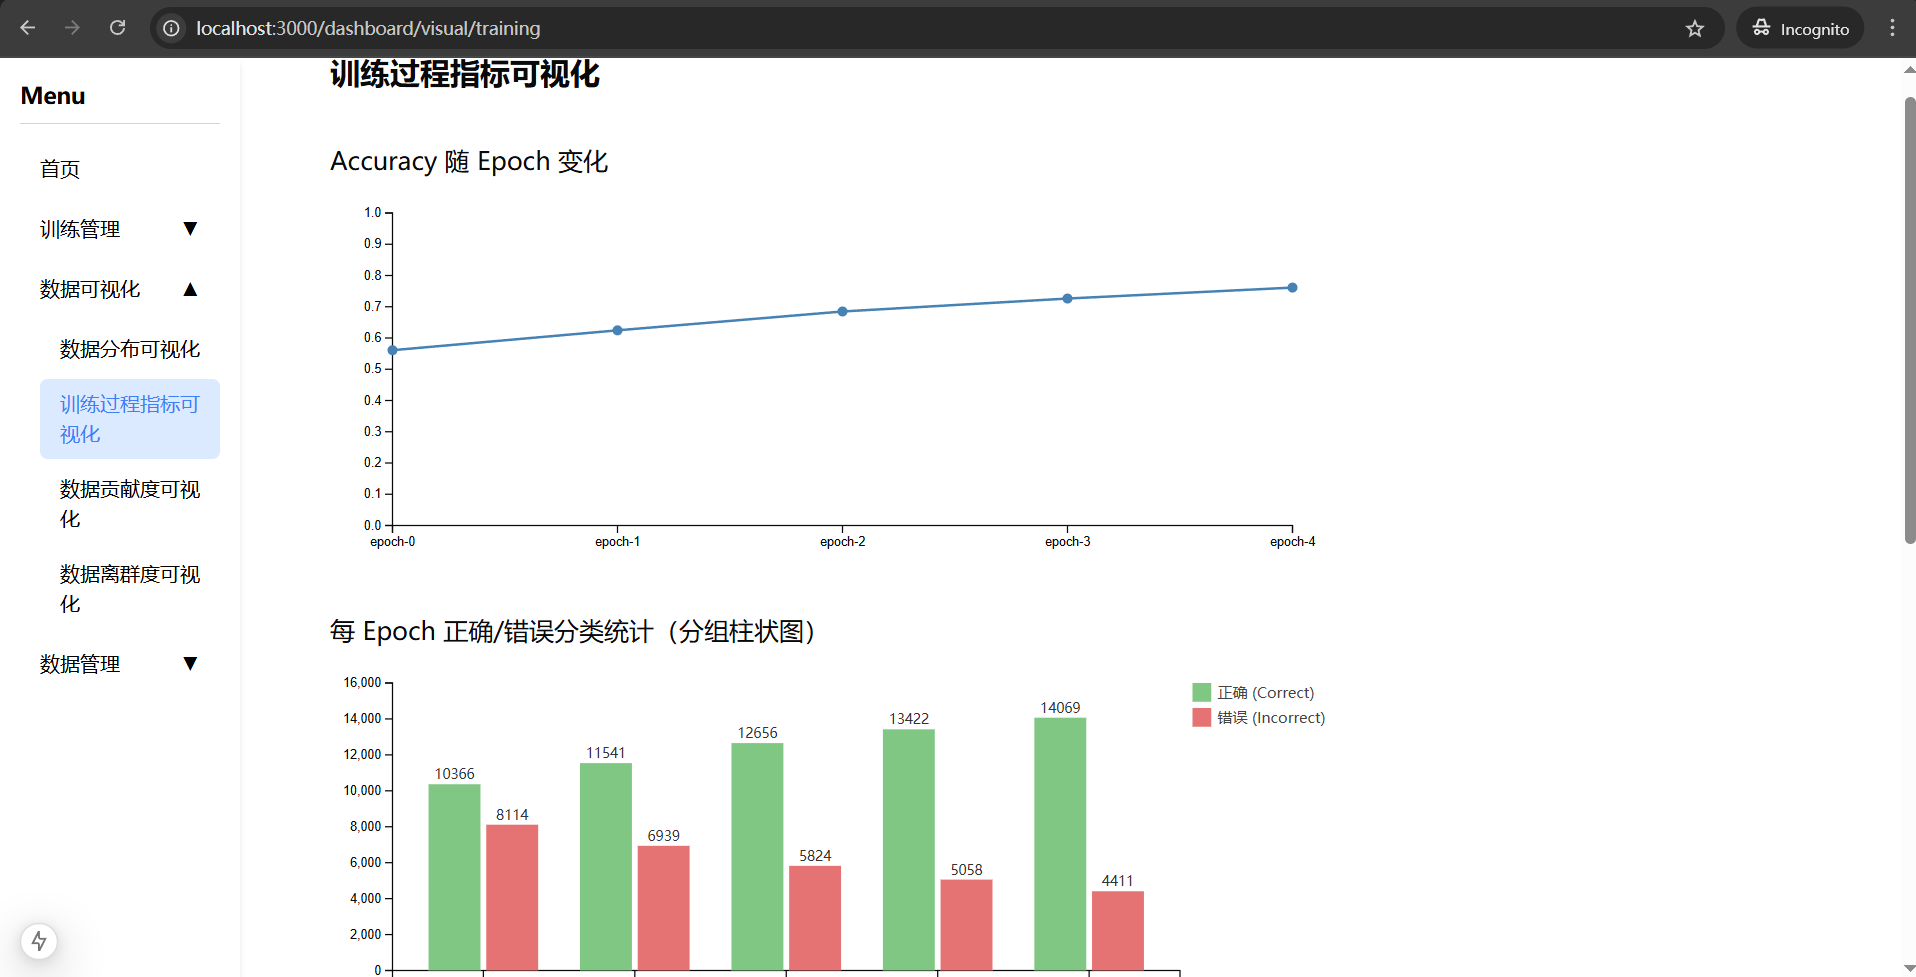 localhost:3000/dashboard/visual/training
Incognito
Menu
首页
训练管理 ▼
数据可视化 ▲
数据分布可视化
训练过程指标可
视化
数据贡献度可视
化
数据离群度可视
化
数据管理 ▼
训练过程指标可视化
Accuracy 随 Epoch 变化
1.0
0.9
0.8
0.7
0.6
0.5
0.4
0.3
0.2
0.1
0.0
epoch-0 epoch-1 epoch-2 epoch-3 epoch-4
每 Epoch 正确/错误分类统计（分组柱状图）
16,000
14,000
12,000
10,000
8,000
6,000
4,000
2,000
0
10366
8114
11541
6939
12656
5824
13422
5058
14069
4411
正确 (Correct)
错误 (Incorrect)